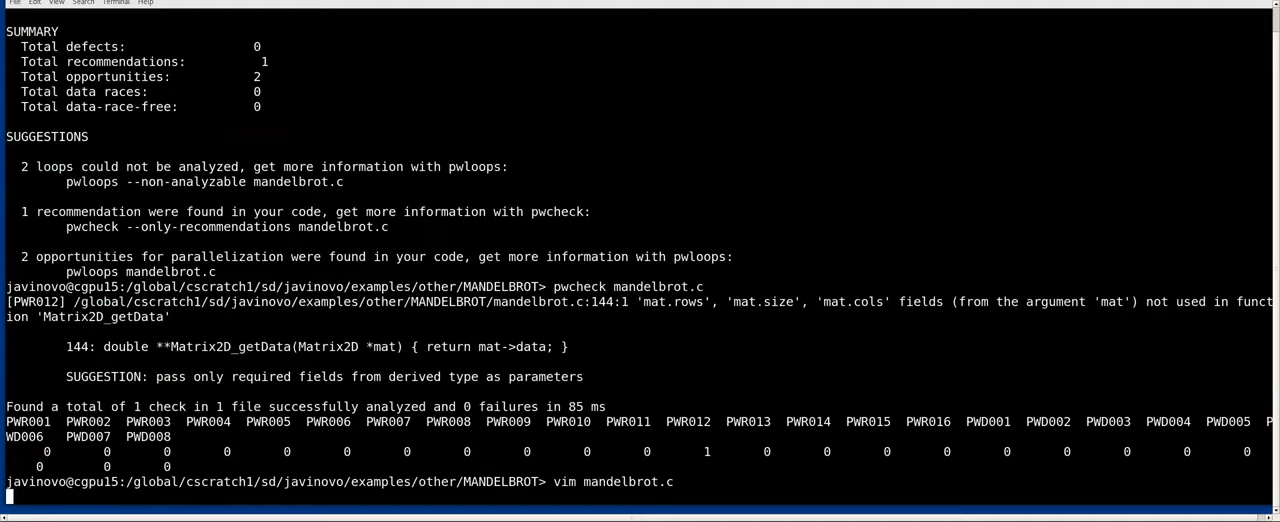 File Edit View Search Terminal Help
SUMMARY
Total defects: 0
Total recommendations: 1
Total opportunities: 2
Total data races: 0
Total data-race-free: 0
SUGGESTIONS
2 loops could not be analyzed, get more information with pwloops:
pwloops --non-analyzable mandelbrot.c
1 recommendation were found in your code, get more information with pwcheck:
pwcheck --only-recommendations mandelbrot.c
2 opportunities for parallelization were found in your code, get more information with pwloops:
pwloops mandelbrot.c
javinovo@cgpu15:/global/cscratch1/sd/javinovo/examples/other/MANDELBROT> pwcheck mandelbrot.c
[PWR012] /global/cscratch1/sd/javinovo/examples/other/MANDELBROT/mandelbrot.c:144:1 'mat.rows', 'mat.size', 'mat.cols' fields (from the argument 'mat') not used in funct
ion 'Matrix2D_getData'
144: double **Matrix2D_getData(Matrix2D *mat) { return mat->data; }
SUGGESTION: pass only required fields from derived type as parameters
Found a total of 1 check in 1 file successfully analyzed and 0 failures in 85 ms
PWR001 PWR002 PWR003 PWR004 PWR005 PWR006 PWR007 PWR008 PWR009 PWR010 PWR011 PWR012 PWR013 PWR014 PWR015 PWR016 PWD001 PWD002 PWD003 PWD004 PWD005 P
WD006 PWD007 PWD008
0 0 0 0 0 0 0 0 0 0 0 1 0 0 0 0 0 0 0 0 0
0 0 0
javinovo@cgpu15:/global/cscratch1/sd/javinovo/examples/other/MANDELBROT> vim mandelbrot.c